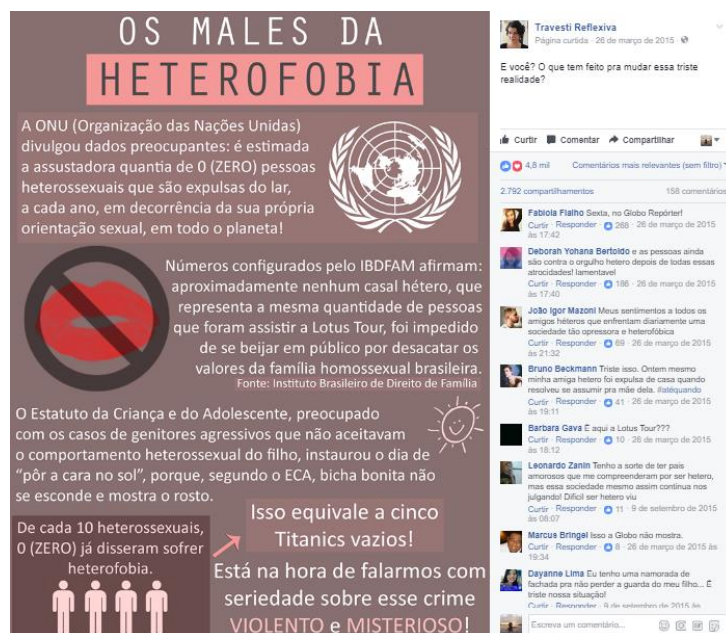 OS MALES DA
HETEROFOBIA
A ONU (Organização das Nações Unidas)
divulgou dados preocupantes: é estimada
a assustadora quantia de 0 (ZERO) pessoas
heterossexuais que são expulsas do lar,
a cada ano, em decorrência da sua própria
orientação sexual, em todo o planeta!
Números configurados pelo IBDFAM afirmam:
aproximadamente nenhum casal hétero, que
representa a mesma quantidade de pessoas
que foram assistir a Lotus Tour, foi impedido
de se beijar em público por desacatar os
valores da família homossexual brasileira.
Fonte: Instituto Brasileiro de Direito de Família
O Estatuto da Criança e do Adolescente, preocupado
com os casos de genitores agressivos que não aceitavam
o comportamento heterossexual do filho, instaurou o dia de
“pôr a cara no sol”, porque, segundo o ECA, bicha bonita não
se esconde e mostra o rosto.
De cada 10 heterossexuais,
0 (ZERO) já disseram sofrer
heterofobia.
Isso equivale a cinco
Titanics vazios!
Está na hora de falarmos com
seriedade sobre esse crime
VIOLENTO e MISTERIOSO!
Travesti Reflexiva
Página curtida · 26 de março de 2015 ·
E você? O que tem feito pra mudar essa triste
realidade?
Curtir Comentar Compartilhar
4,8 mil Comentários mais relevantes (sem filtro)
2.792 compartilhamentos 158 comentários
Fabiola Fialho Sexta, no Globo Repórter!
Curtir · Responder · 268 · 26 de março de 2015
às 17:42
Deborah Yohana Bertoldo e as pessoas ainda
são contra o orgulho hetero depois de todas essas
atrocidades! lamentavel
Curtir · Responder · 186 · 26 de março de 2015
às 17:40
João Igor Mazoni Meus sentimentos a todos os
amigos héteros que enfrentam diariamente uma
sociedade tão opressora e heterofóbica
Curtir · Responder · 69 · 26 de março de 2015
às 21:32
Bruno Beckmann Triste isso. Ontem mesmo
minha amiga hetero foi expulsa de casa quando
resolveu se assumir pra mãe dela. #atéquando
Curtir · Responder · 41 · 26 de março de 2015
às 19:11
Barbara Gava É aqui a Lotus Tour???
Curtir · Responder · 10 · 26 de março de 2015
às 18:12
Leonardo Zanin Tenho a sorte de ter pais
amorosos que me compreenderam por ser hetero,
mas essa sociedade mesmo assim continua nos
julgando! Dificil ser hetero viu
Curtir · Responder · 11 · 9 de setembro de 2015
às 08:07
Marcus Bringel Isso a Globo não mostra.
Curtir · Responder · 8 · 26 de março de 2015 às
19:34
Dayanne Lima Eu tenho uma namorada de
fachada pra não perder a guarda do meu filho... É
triste nossa situação!
Curtir · Responder · 9 de setembro de 2015 às
Escreva um comentário...